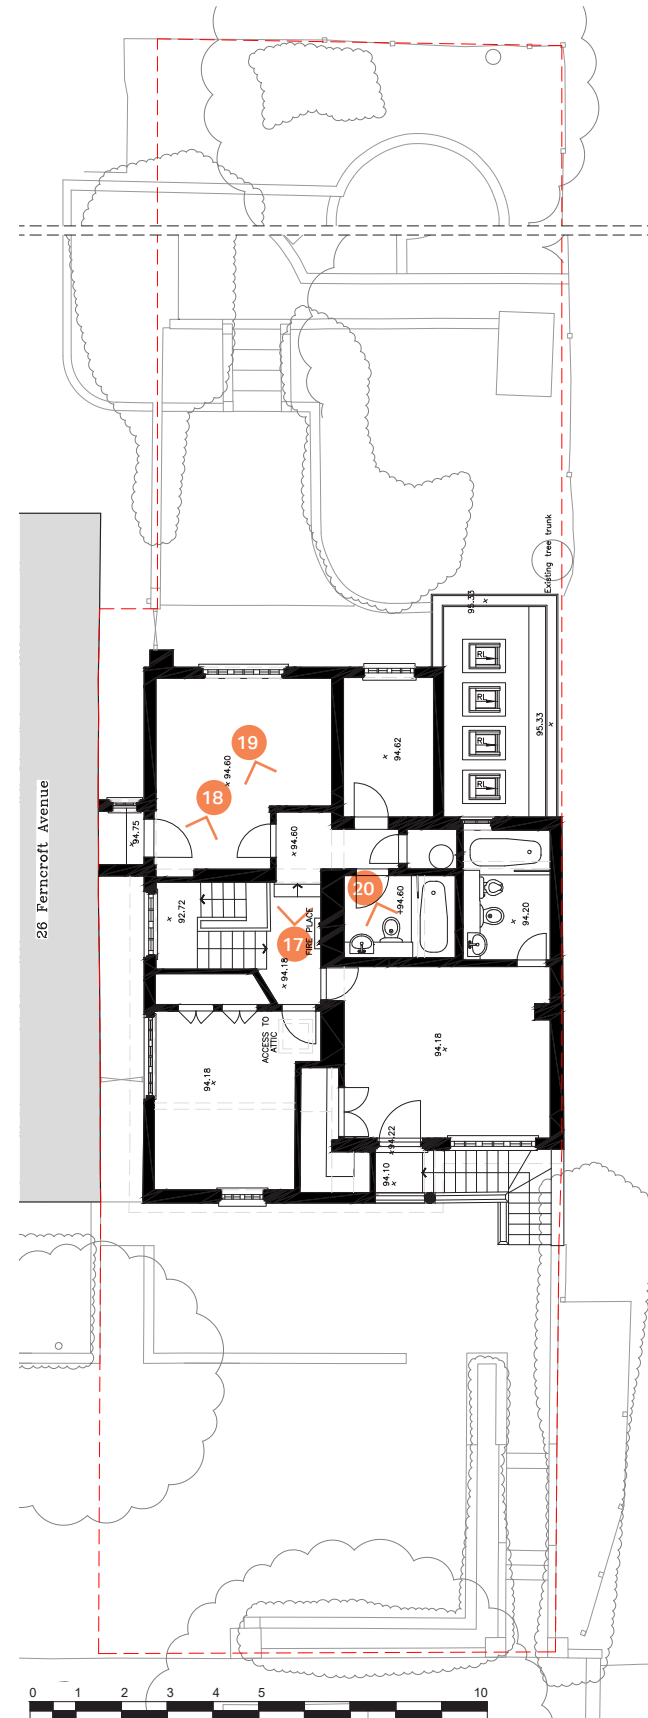 Existing tree trunk
95.33
RL
RL
95.33
RL
RL
19
94.60
94.62
18
94.75
94.60
26 Ferncroft Avenue
20
94.60
92.72
94.20
FIRE PLACE
17
94.18
ACCESS TO
ATTIC
94.18
94.18
94.22
94.10
0 1 2 3 4 5 10